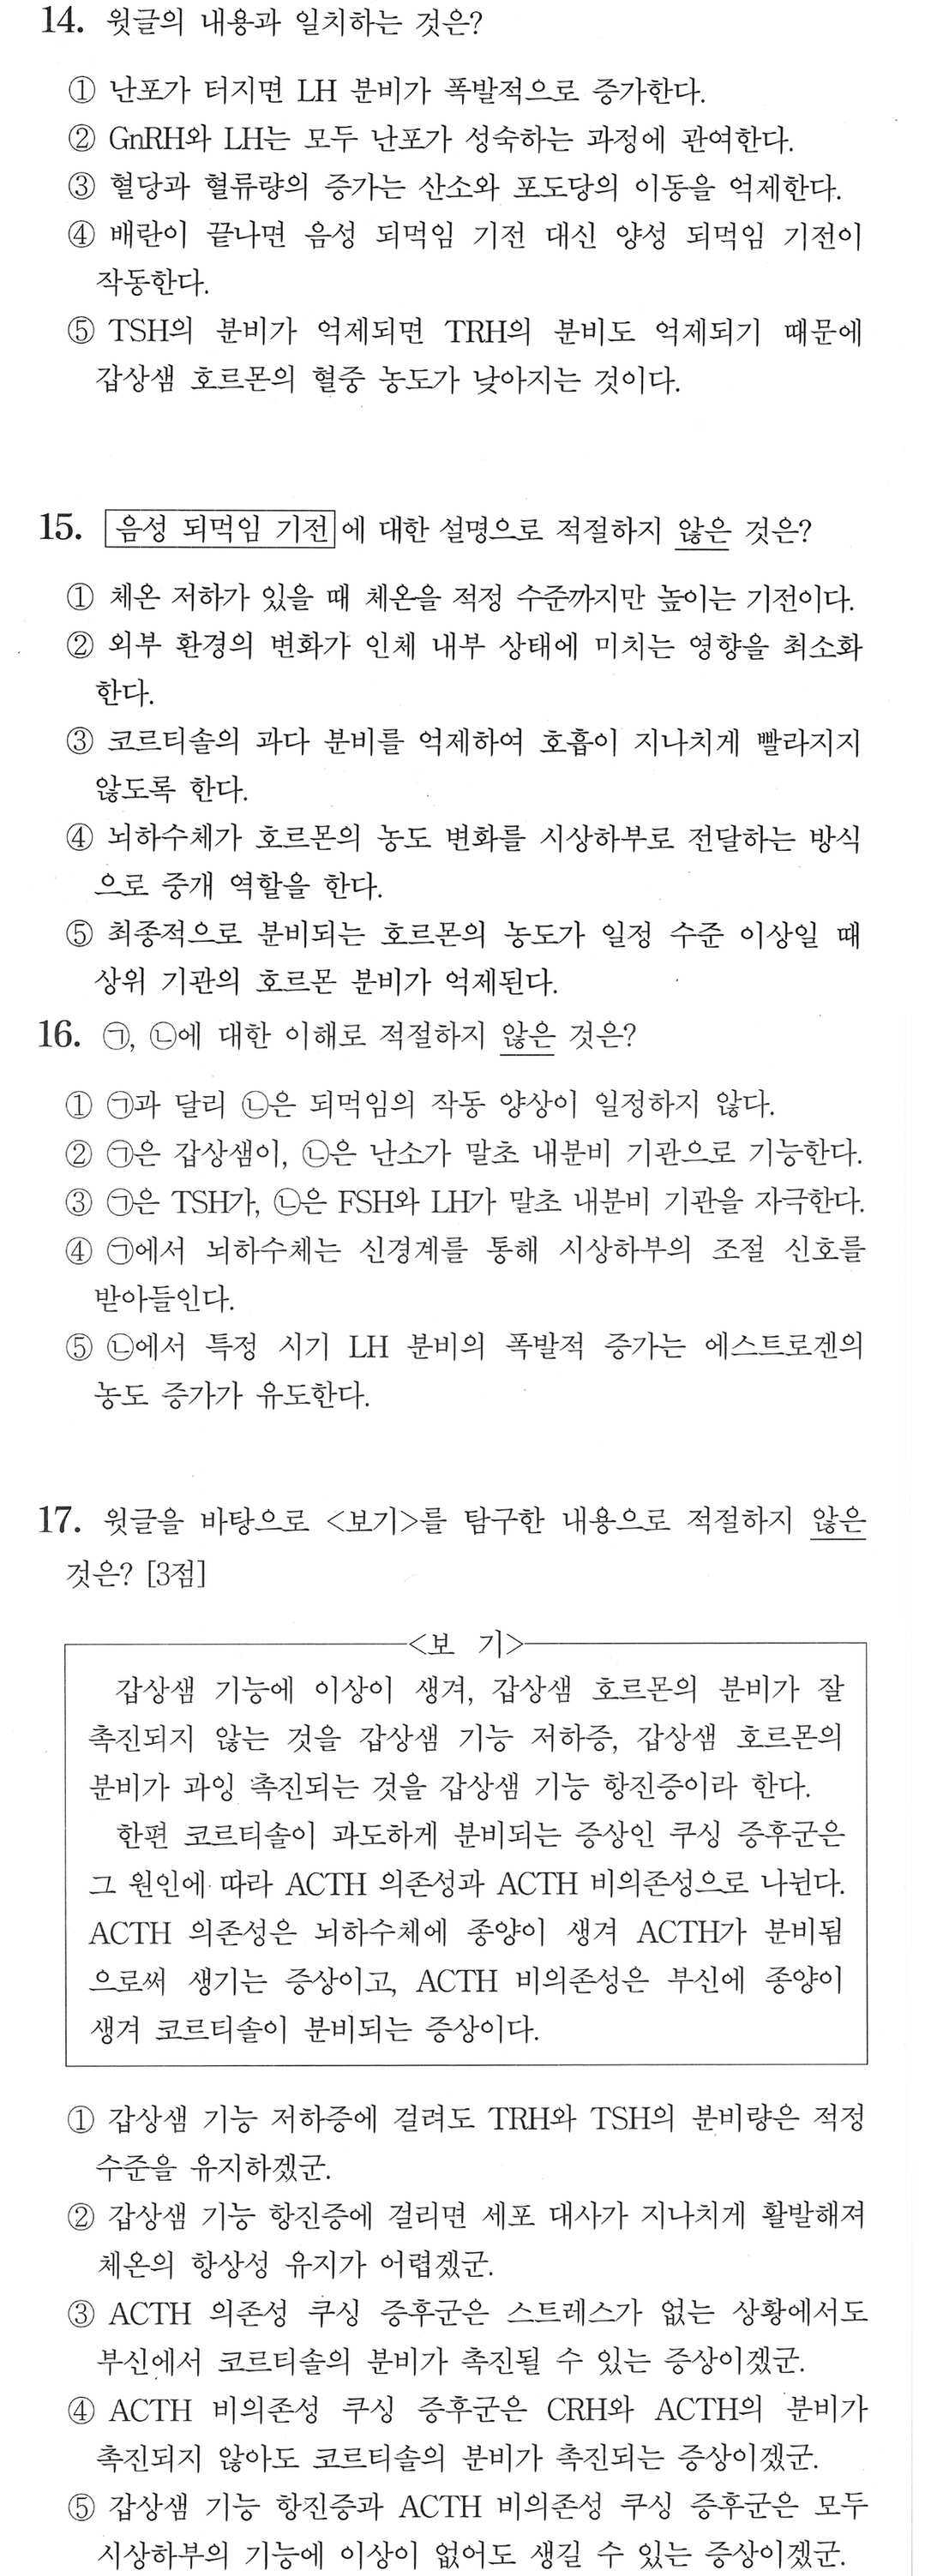 14. 윗글의 내용과 일치하는 것은?
① 난포가 터지면 LH 분비가 폭발적으로 증가한다.
② GnRH와 LH는 모두 난포가 성숙하는 과정에 관여한다.
③ 혈당과 혈류량의 증가는 산소와 포도당의 이동을 억제한다.
④ 배란이 끝나면 음성 되먹임 기전 대신 양성 되먹임 기전이
작동한다.
⑤ TSH의 분비가 억제되면 TRH의 분비도 억제되기 때문에
갑상샘 호르몬의 혈중 농도가 낮아지는 것이다.
15. 음성 되먹임 기전에 대한 설명으로 적절하지 않은 것은?
① 체온 저하가 있을 때 체온을 적정 수준까지만 높이는 기전이다.
② 외부 환경의 변화가 인체 내부 상태에 미치는 영향을 최소화
한다.
③ 코르티솔의 과다 분비를 억제하여 호흡이 지나치게 빨라지지
않도록 한다.
④ 뇌하수체가 호르몬의 농도 변화를 시상하부로 전달하는 방식
으로 중개 역할을 한다.
⑤ 최종적으로 분비되는 호르몬의 농도가 일정 수준 이상일 때
상위 기관의 호르몬 분비가 억제된다.
16. ㉠, ㉡에 대한 이해로 적절하지 않은 것은?
① ㉠과 달리 ㉡은 되먹임의 작동 양상이 일정하지 않다.
② ㉠은 갑상샘이, ㉡은 난소가 말초 내분비 기관으로 기능한다.
③ ㉠은 TSH가, ㉡은 FSH와 LH가 말초 내분비 기관을 자극한다.
④ ㉠에서 뇌하수체는 신경계를 통해 시상하부의 조절 신호를
받아들인다.
⑤ ㉡에서 특정 시기 LH 분비의 폭발적 증가는 에스트로겐의
농도 증가가 유도한다.
17. 윗글을 바탕으로 <보기>를 탐구한 내용으로 적절하지 않은
것은? [3점]
<보 기>
갑상샘 기능에 이상이 생겨, 갑상샘 호르몬의 분비가 잘
촉진되지 않는 것을 갑상샘 기능 저하증, 갑상샘 호르몬의
분비가 과잉 촉진되는 것을 갑상샘 기능 항진증이라 한다.
한편 코르티솔이 과도하게 분비되는 증상인 쿠싱 증후군은
그 원인에 따라 ACTH 의존성과 ACTH 비의존성으로 나뉜다.
ACTH 의존성은 뇌하수체에 종양이 생겨 ACTH가 분비됨
으로써 생기는 증상이고, ACTH 비의존성은 부신에 종양이
생겨 코르티솔이 분비되는 증상이다.
① 갑상샘 기능 저하증에 걸려도 TRH와 TSH의 분비량은 적정
수준을 유지하겠군.
② 갑상샘 기능 항진증에 걸리면 세포 대사가 지나치게 활발해져
체온의 항상성 유지가 어렵겠군.
③ ACTH 의존성 쿠싱 증후군은 스트레스가 없는 상황에서도
부신에서 코르티솔의 분비가 촉진될 수 있는 증상이겠군.
④ ACTH 비의존성 쿠싱 증후군은 CRH와 ACTH의 분비가
촉진되지 않아도 코르티솔의 분비가 촉진되는 증상이겠군.
⑤ 갑상샘 기능 항진증과 ACTH 비의존성 쿠싱 증후군은 모두
시상하부의 기능에 이상이 없어도 생길 수 있는 증상이겠군.